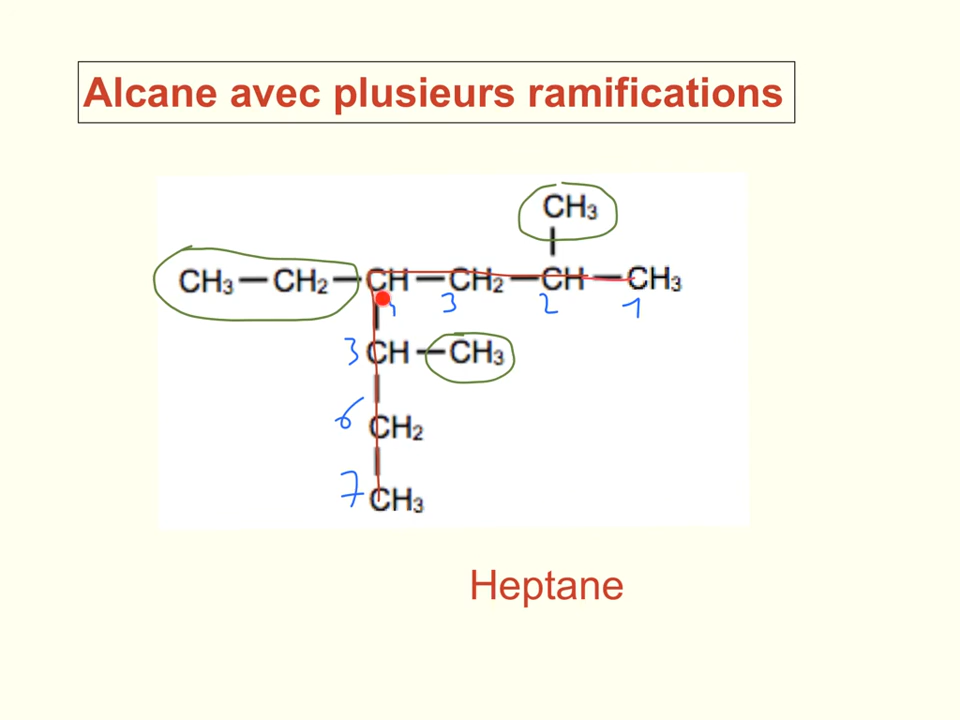 Alcane avec plusieurs ramifications
CH3
CH3—CH2—CH—CH2—CH—CH3
3 2 1
3 CH—CH3
6 CH2
7 CH3
Heptane